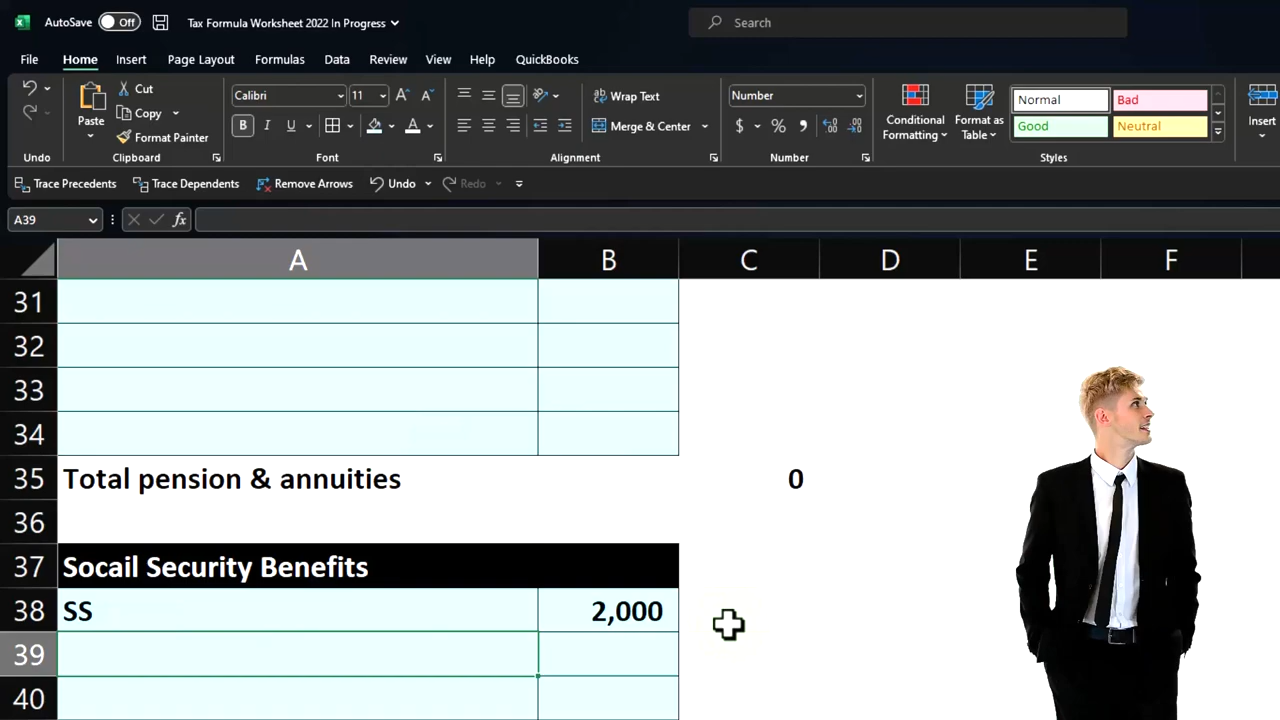 AutoSave Off Tax Formula Worksheet 2022 In Progress Search
File Home Insert Page Layout Formulas Data Review View Help QuickBooks
Cut
Copy
Paste
Format Painter
Undo Clipboard
Calibri 11
B I U
Font
Wrap Text
Merge & Center
Alignment
Number
$ % ,
Number
Conditional Formatting
Format as Table
Normal Bad
Good Neutral
Styles
Insert
Trace Precedents Trace Dependents Remove Arrows Undo Redo
A39 fx
A B C D E F
31
32
33
34
35 Total pension & annuities 0
36
37 Socail Security Benefits
38 SS 2,000
39
40